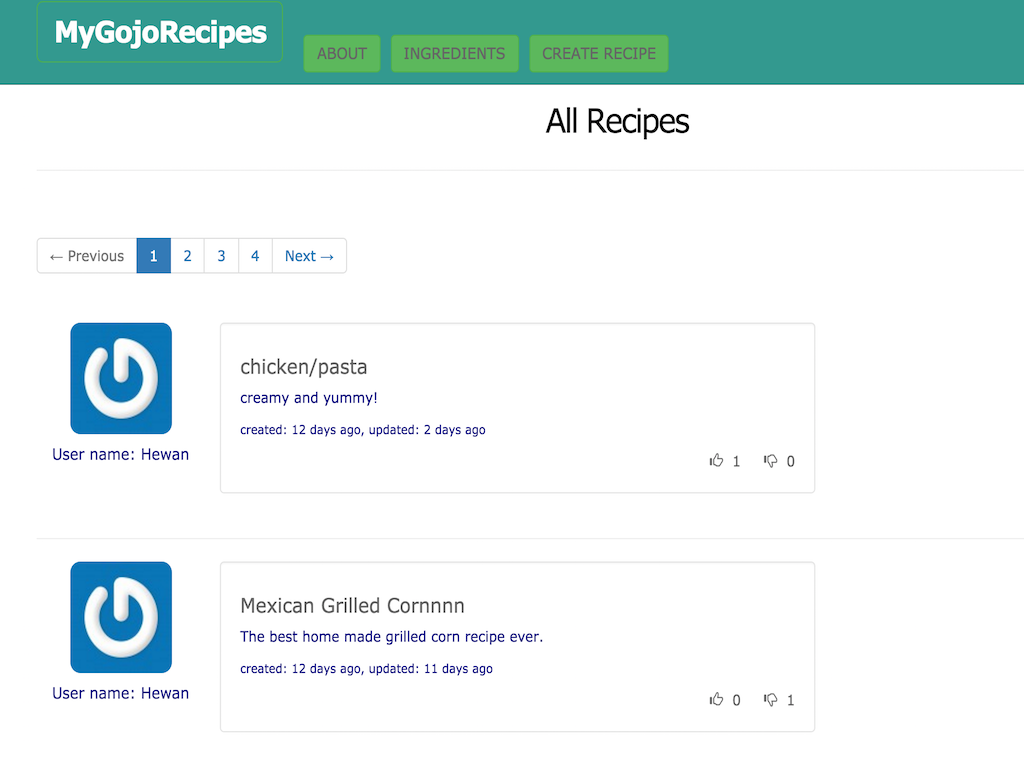 MyGojoRecipes
ABOUT INGREDIENTS CREATE RECIPE
All Recipes
← Previous 1 2 3 4 Next →
chicken/pasta
creamy and yummy!
created: 12 days ago, updated: 2 days ago
User name: Hewan
1 0
Mexican Grilled Cornnnn
The best home made grilled corn recipe ever.
created: 12 days ago, updated: 11 days ago
User name: Hewan
0 1